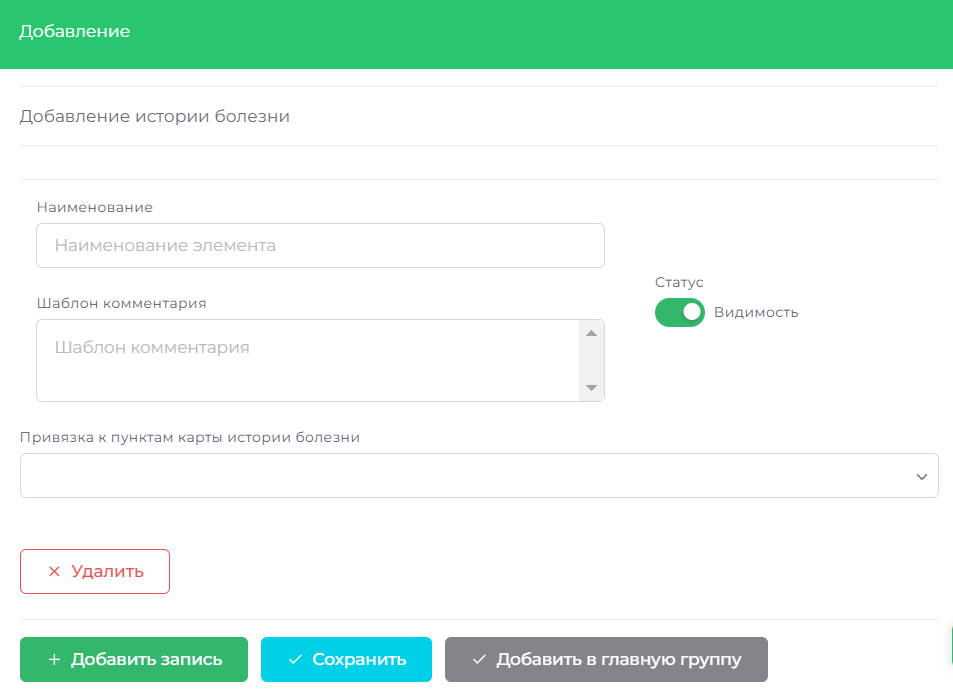 Добавление
Добавление истории болезни
Наименование
Наименование элемента
Шаблон комментария
Шаблон комментария
Статус
Видимость
Привязка к пунктам карты истории болезни
Удалить
Добавить запись
Сохранить
Добавить в главную группу